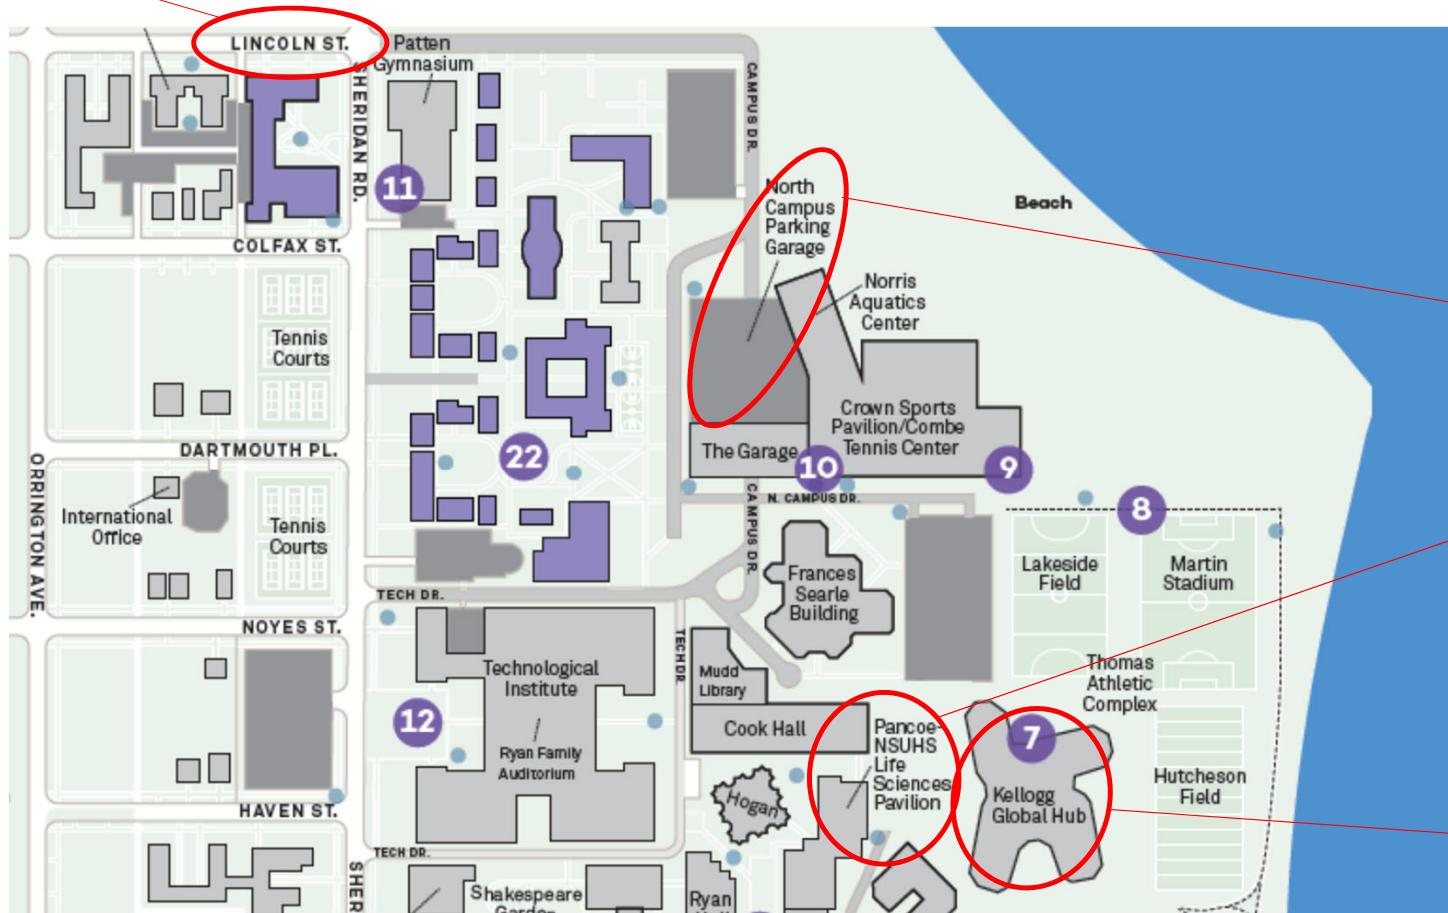 LINCOLN ST.
Patten
Gymnasium
SHERIDAN RD.
CAMPUS DR.
11
North
Campus
Parking
Garage
Beach
COLFAX ST.
Norris
Aquatics
Center
Tennis
Courts
Crown Sports
Pavilion/Combe
Tennis Center
The Garage
DARTMOUTH PL.
22
10
9
8
ORRINGTON AVE.
International
Office
Tennis
Courts
N. CAMPUS DR.
CAMPUS DR.
Lakeside
Field
Martin
Stadium
Frances
Searle
Building
TECH DR.
NOYES ST.
TECH DR.
Technological
Institute
Mudd
Library
Thomas
Athletic
Complex
12
Ryan Family
Auditorium
Cook Hall
Pancoe-
NSUHS
Life
Sciences
Pavilion
7
Kellogg
Global Hub
Hutcheson
Field
Hogan
HAVEN ST.
TECH DR.
SHER
Shakespeare
Ryan